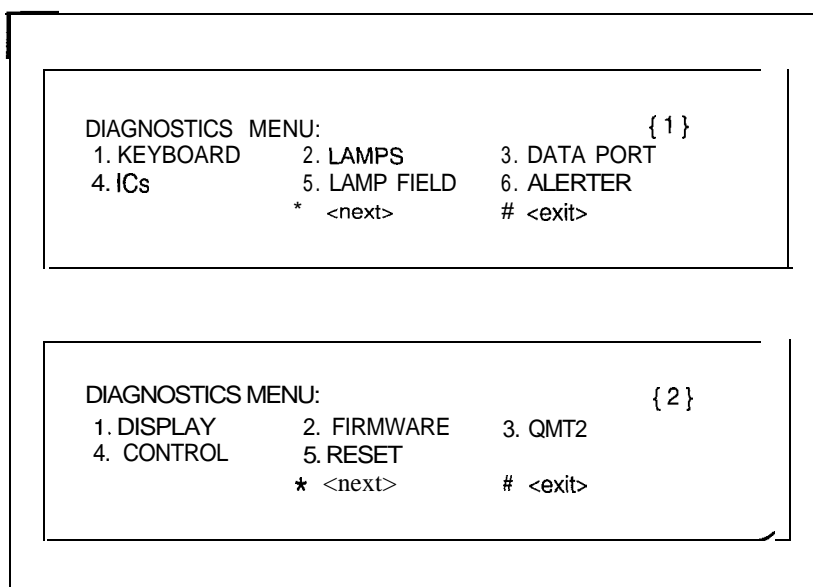 DIAGNOSTICS MENU: {1}
1. KEYBOARD 2. LAMPS 3. DATA PORT
4. ICs 5. LAMP FIELD 6. ALERTER
* <next> # <exit>
DIAGNOSTICS MENU: {2}
1. DISPLAY 2. FIRMWARE 3. QMT2
4. CONTROL 5. RESET
* <next> # <exit>